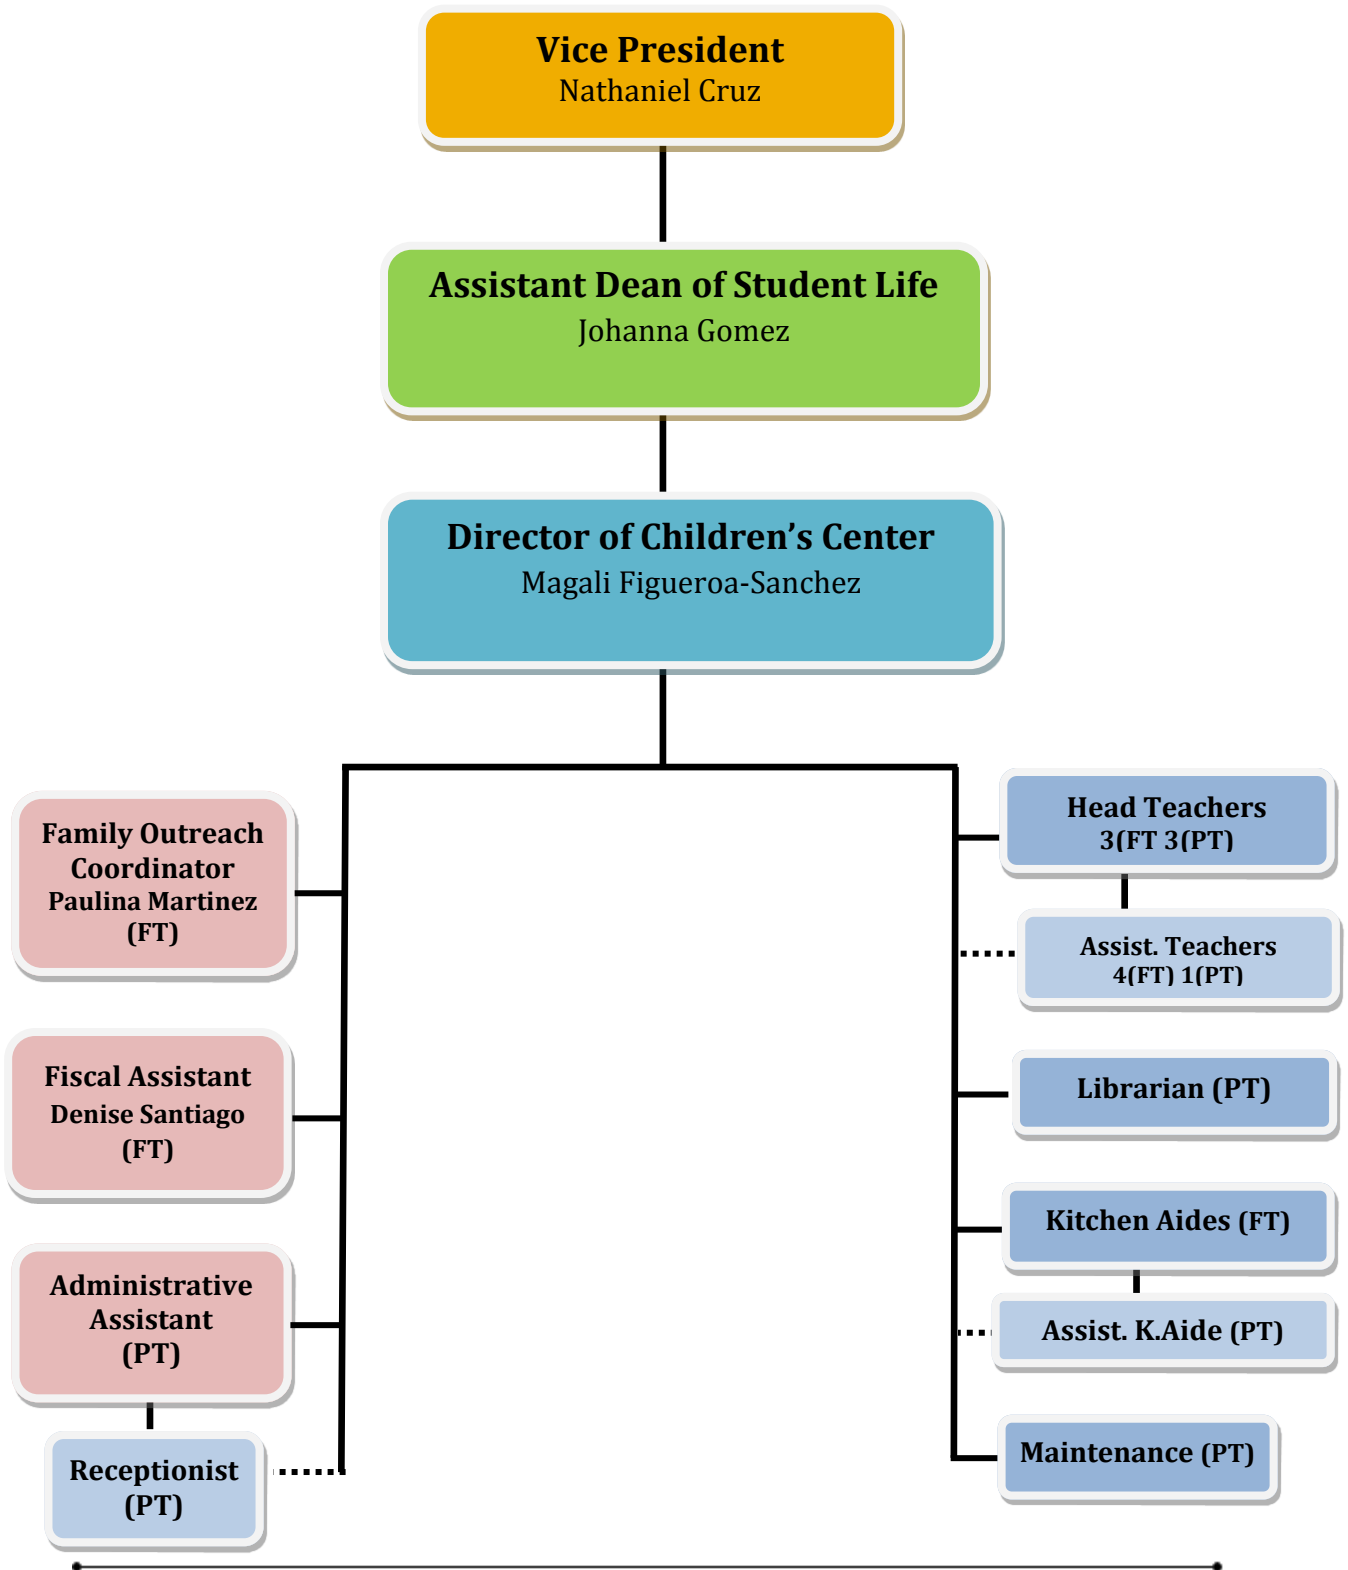 Vice President
Nathaniel Cruz
Assistant Dean of Student Life
Johanna Gomez
Director of Children’s Center
Magali Figueroa-Sanchez
Family Outreach
Coordinator
Paulina Martinez
(FT)
Fiscal Assistant
Denise Santiago
(FT)
Administrative
Assistant
(PT)
Receptionist
(PT)
Head Teachers
3(FT 3(PT)
Assist. Teachers
4(FT) 1(PT)
Librarian (PT)
Kitchen Aides (FT)
Assist. K.Aide (PT)
Maintenance (PT)